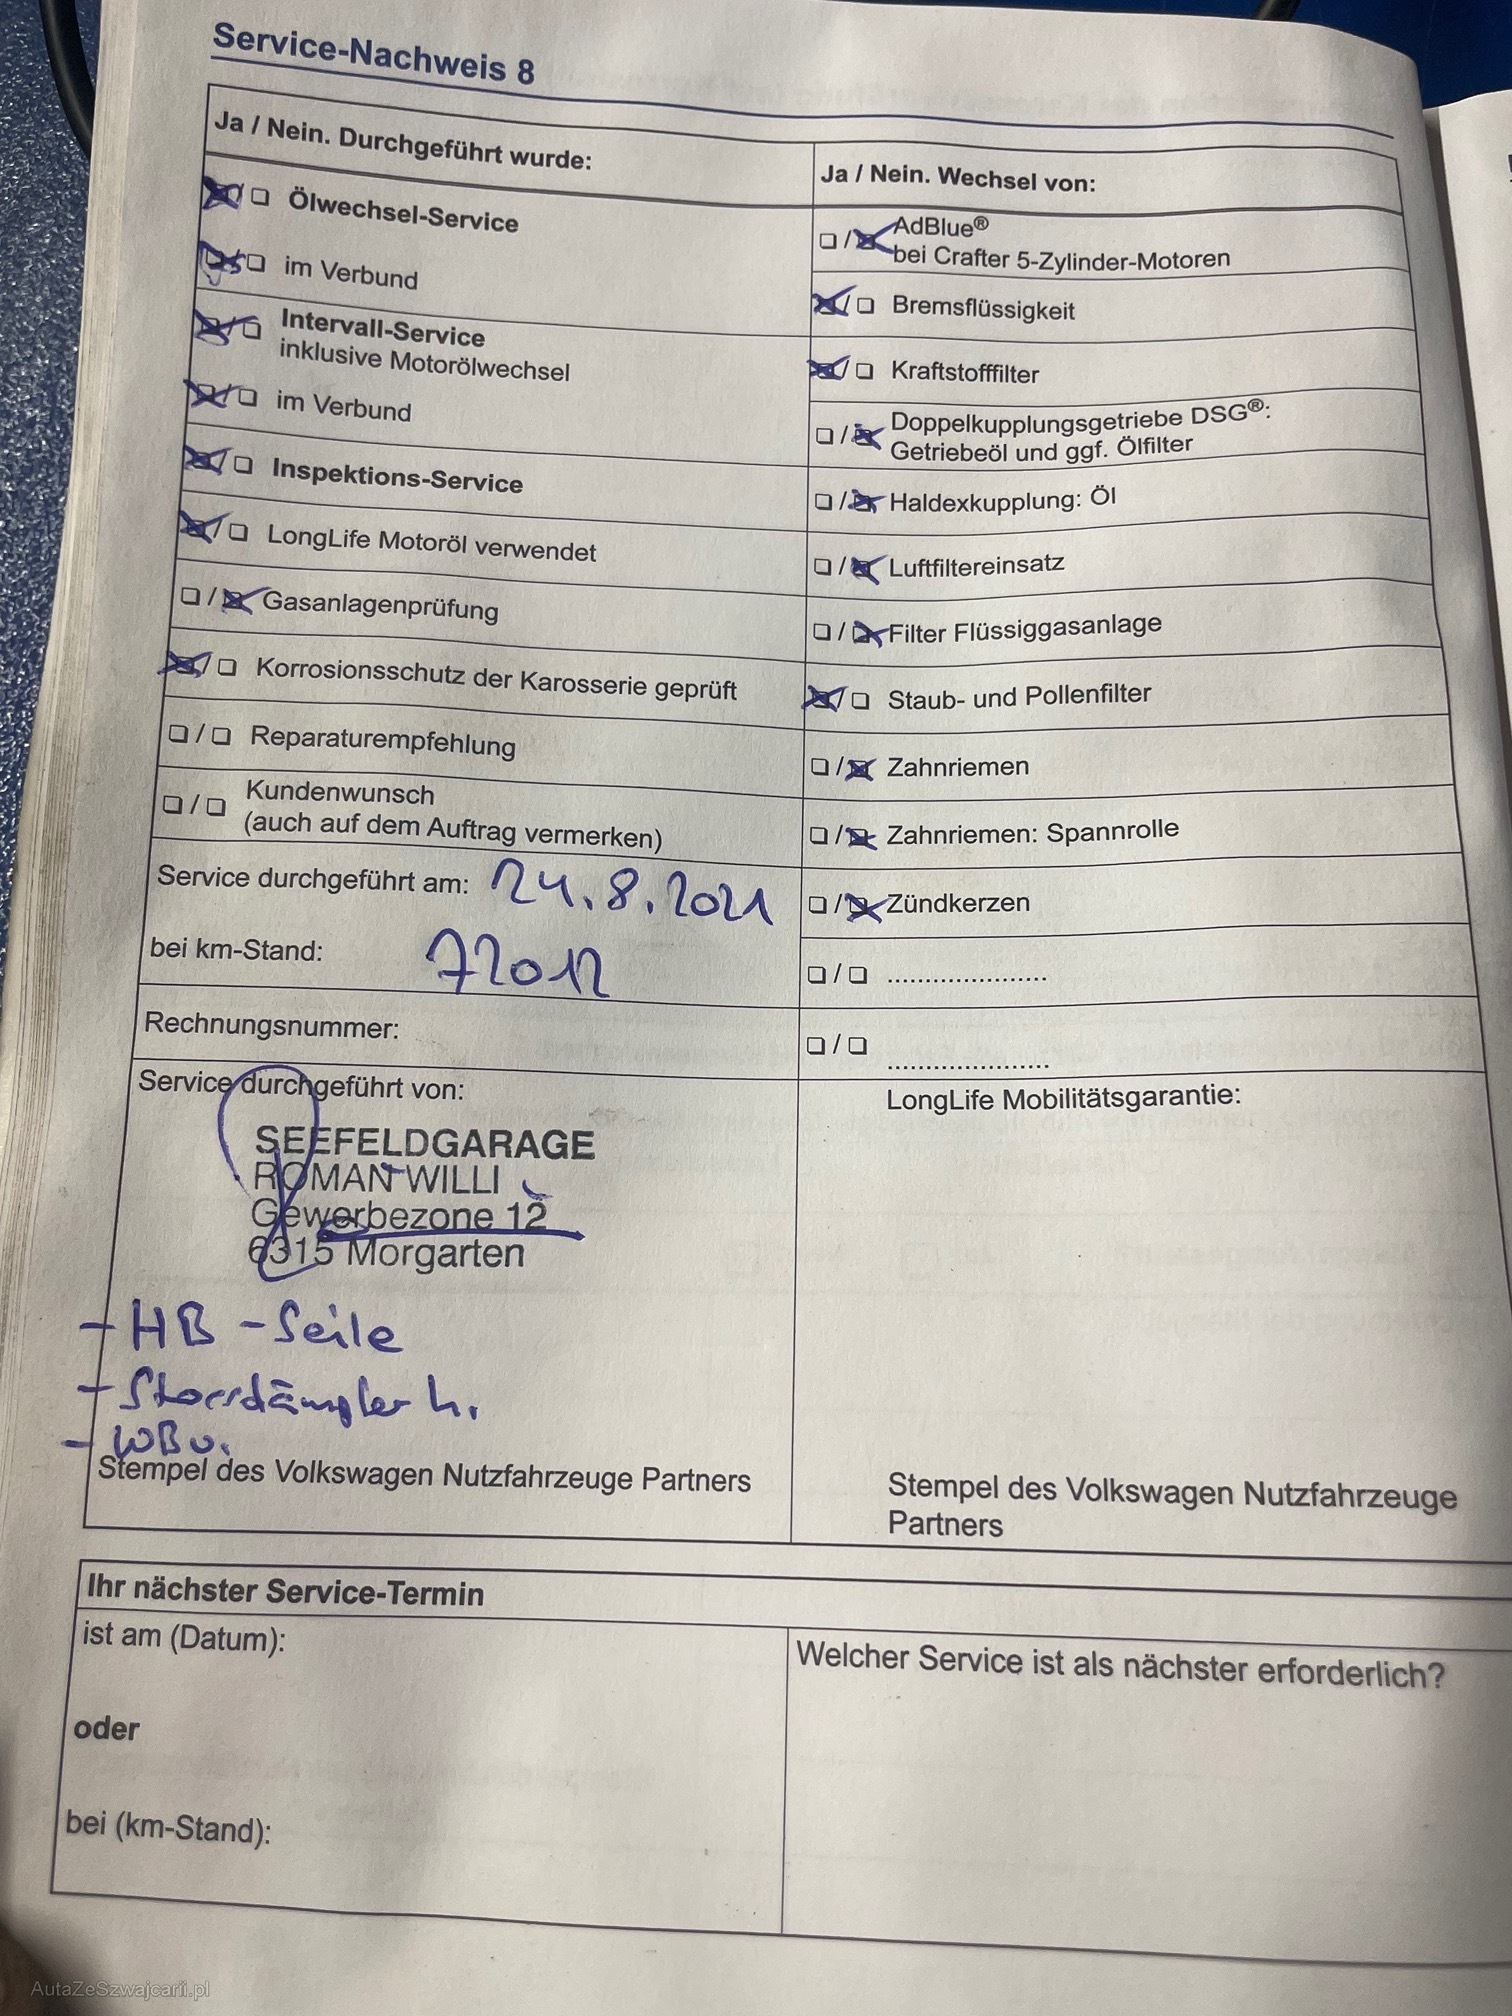 Service-Nachweis 8
Ja / Nein. Durchgeführt wurde:
Ölwechsel-Service
im Verbund
Intervall-Service
inklusive Motorölwechsel
im Verbund
Inspektions-Service
LongLife Motoröl verwendet
Gasanlagenprüfung
Korrosionsschutz der Karosserie geprüft
Reparaturempfehlung
Kundenwunsch
(auch auf dem Auftrag vermerken)
Service durchgeführt am: 24.8.2021
bei km-Stand: 72012
Rechnungsnummer:
Service durchgeführt von:
SEEFELDGARAGE
ROMAN WILLI
Gewerbezone 12
6315 Morgarten
- HB - Seile
- Stossdämpfer h.
- WBv.
Stempel des Volkswagen Nutzfahrzeuge Partners
Ja / Nein. Wechsel von:
AdBlue®
bei Crafter 5-Zylinder-Motoren
Bremsflüssigkeit
Kraftstofffilter
Doppelkupplungsgetriebe DSG®:
Getriebeöl und ggf. Ölfilter
Haldexkupplung: Öl
Luftfiltereinsatz
Filter Flüssiggasanlage
Staub- und Pollenfilter
Zahnriemen
Zahnriemen: Spannrolle
Zündkerzen
LongLife Mobilitätsgarantie:
Stempel des Volkswagen Nutzfahrzeuge
Partners
Ihr nächster Service-Termin
ist am (Datum):
oder
bei (km-Stand):
Welcher Service ist als nächster erforderlich?
AutaZeSzwajcarii.pl